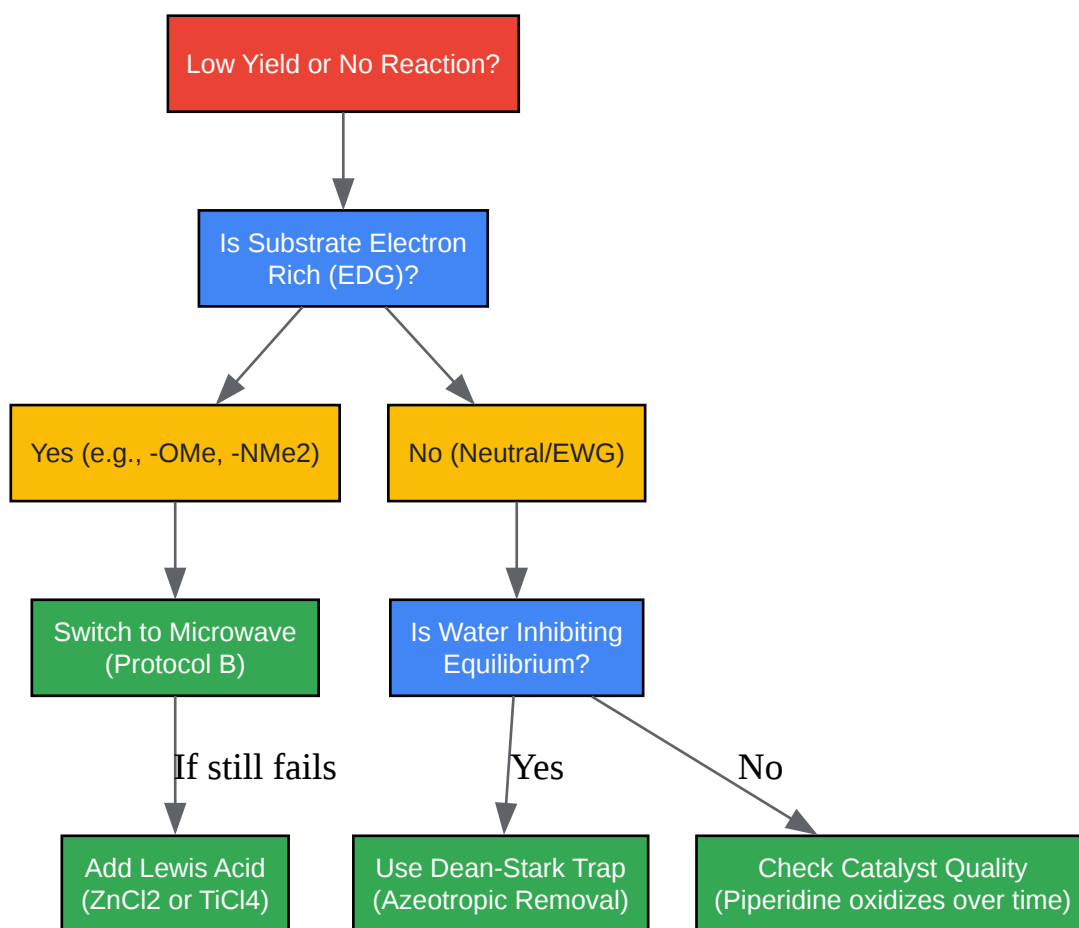 Low Yield or No Reaction?
Is Substrate Electron
Rich (EDG)?
Yes (e.g., -OMe, -NMe2)
No (Neutral/EWG)
Switch to Microwave
(Protocol B)
Is Water Inhibiting
Equilibrium?
If still fails
Yes
No
Add Lewis Acid
(ZnCl2 or TiCl4)
Use Dean-Stark Trap
(Azeotropic Removal)
Check Catalyst Quality
(Piperidine oxidizes over time)